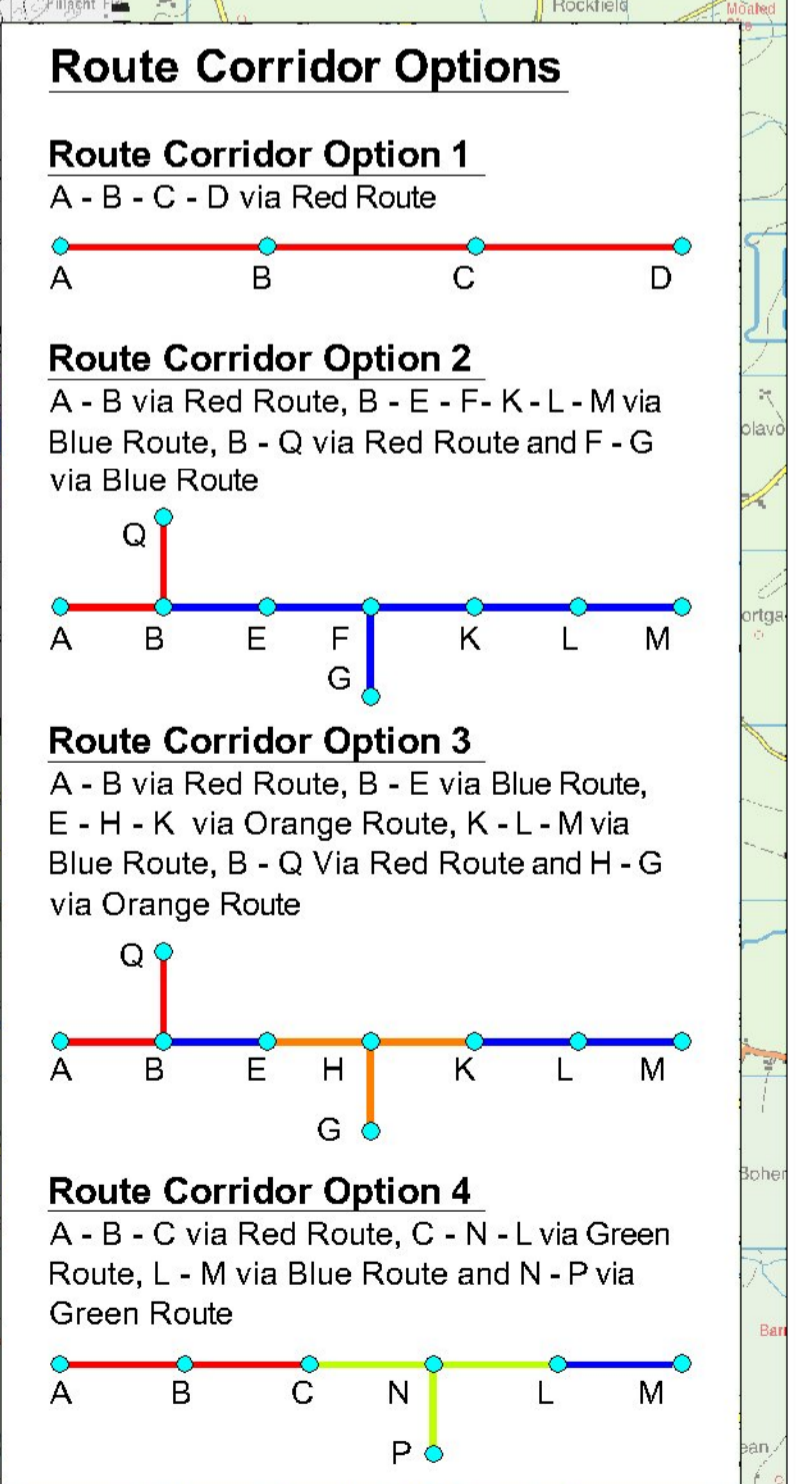 Rockfield
Moated
Route Corridor Options
Route Corridor Option 1
A - B - C - D via Red Route
A B C D
Route Corridor Option 2
A - B via Red Route, B - E - F- K - L - M via
Blue Route, B - Q via Red Route and F - G
via Blue Route
Q
A B E F K L M
G
Route Corridor Option 3
A - B via Red Route, B - E via Blue Route,
E - H - K via Orange Route, K - L - M via
Blue Route, B - Q Via Red Route and H - G
via Orange Route
Q
A B E H K L M
G
Route Corridor Option 4
A - B - C via Red Route, C - N - L via Green
Route, L - M via Blue Route and N - P via
Green Route
A B C N L M
P